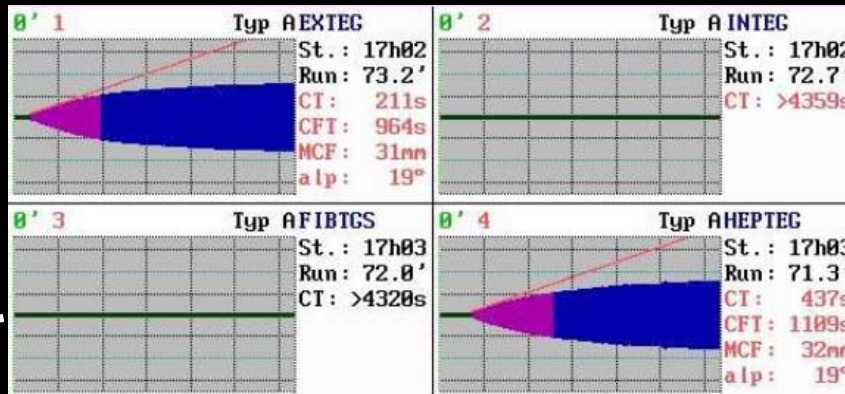 0' 1 Typ A EXTEG
St.: 17h02
Run: 73.2'
CT: 211s
CFT: 964s
MCF: 31mm
alp: 19°
0' 2 Typ A INTEG
St.: 17h02
Run: 72.7'
CT: >4359s
0' 3 Typ A FIBTGS
St.: 17h03
Run: 72.0'
CT: >4320s
0' 4 Typ A HEPTEG
St.: 17h03
Run: 71.3'
CT: 437s
CFT: 1109s
MCF: 32mm
alp: 19°